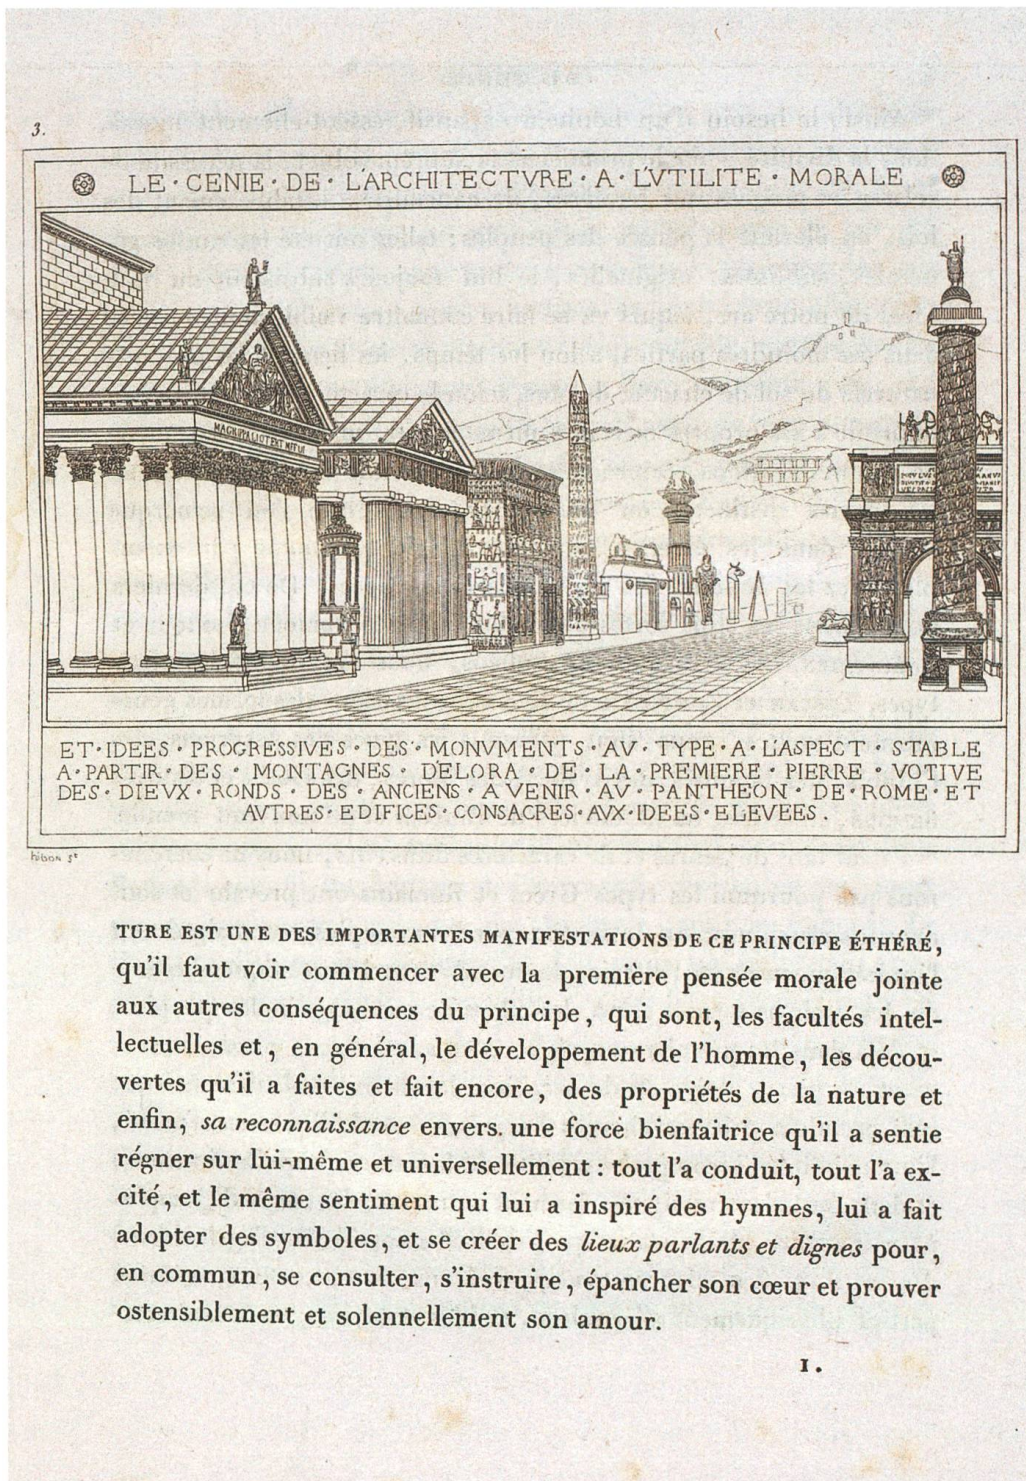 3.
LE · GENIE · DE · L'ARCHITECTVRE · A · L'VTILITE · MORALE
ET · IDEES · PROGRESSIVES · DES · MONVMENTS · AV · TYPE · A · L'ASPECT · STABLE
A · PARTIR · DES · MONTAGNES · D'ELORA · DE · LA · PREMIERE · PIERRE · VOTIVE
DES · DIEVX · RONDS · DES · ANCIENS · A VENIR · AV · PANTHEON · DE · ROME · ET
AVTRES · EDIFICES · CONSACRES · AVX · IDEES · ELEVEES .
hibon St
TURE EST UNE DES IMPORTANTES MANIFESTATIONS DE CE PRINCIPE ÉTHÉRÉ,
qu'il faut voir commencer avec la première pensée morale jointe
aux autres conséquences du principe, qui sont, les facultés intel-
lectuelles et, en général, le développement de l'homme, les décou-
vertes qu'il a faites et fait encore, des propriétés de la nature et
enfin, sa reconnaissance envers. une force bienfaitrice qu'il a sentie
régner sur lui-même et universellement : tout l'a conduit, tout l'a ex-
cité, et le même sentiment qui lui a inspiré des hymnes, lui a fait
adopter des symboles, et se créer des lieux parlants et dignes pour,
en commun, se consulter, s'instruire, épancher son cœur et prouver
ostensiblement et solennellement son amour.
I.